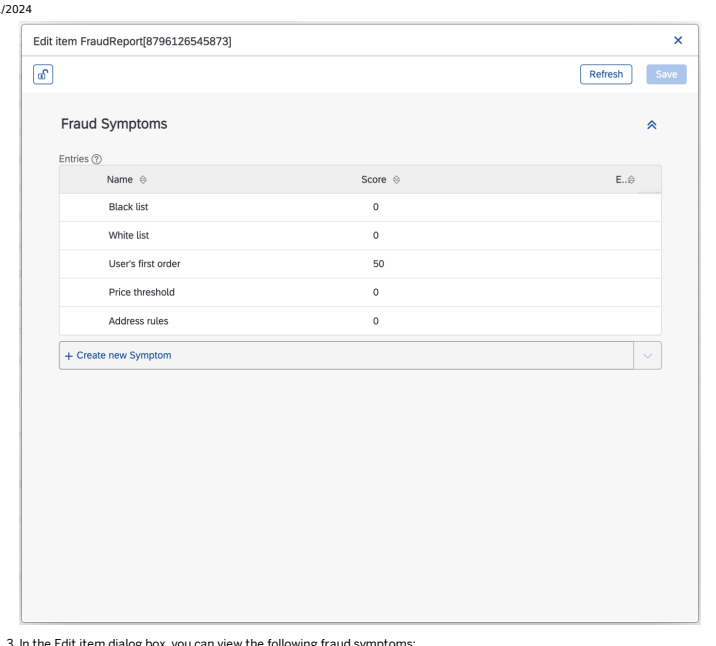 /2024
Edit item FraudReport[8796126545873]
Refresh Save
Fraud Symptoms
Entries
Name Score E..
Black list 0
White list 0
User's first order 50
Price threshold 0
Address rules 0
+ Create new Symptom
3. In the Edit item dialog box, you can view the following fraud symptoms: